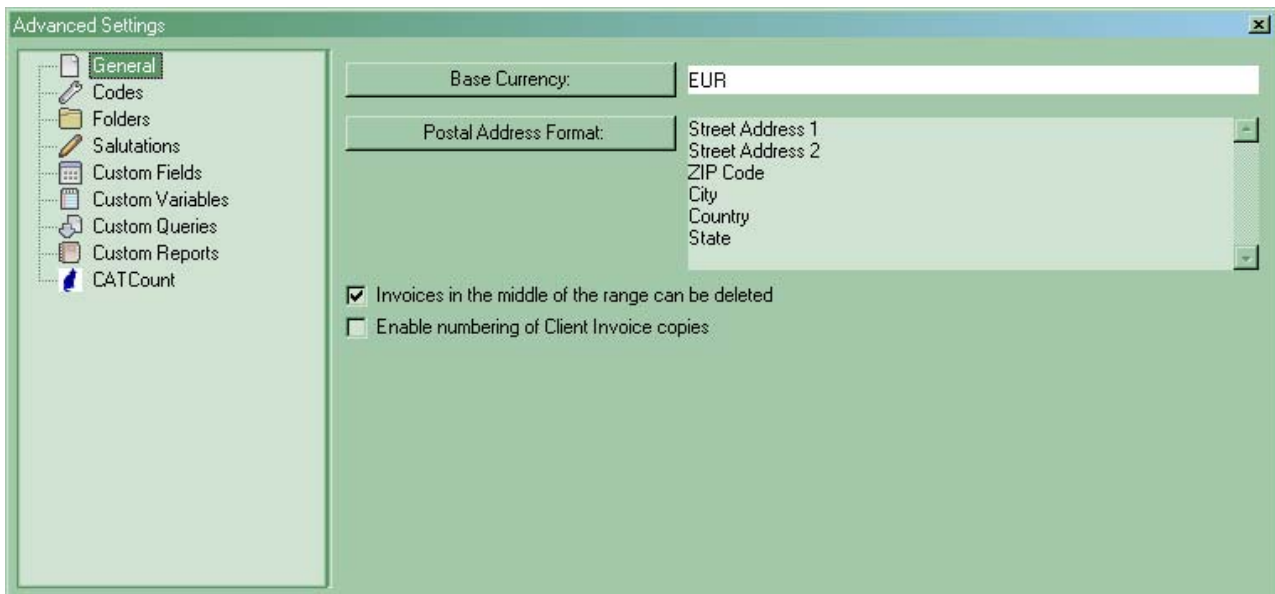 Advanced Settings
General
Codes
Folders
Salutations
Custom Fields
Custom Variables
Custom Queries
Custom Reports
CATCount
Base Currency:
EUR
Postal Address Format:
Street Address 1
Street Address 2
ZIP Code
City
Country
State
Invoices in the middle of the range can be deleted
Enable numbering of Client Invoice copies